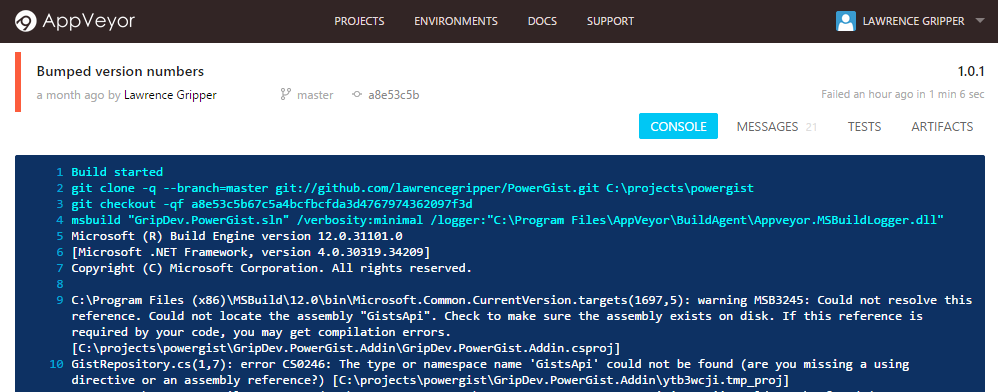 AppVeyor PROJECTS ENVIRONMENTS DOCS SUPPORT LAWRENCE GRIPPER
Bumped version numbers 1.0.1
a month ago by Lawrence Gripper master a8e53c5b Failed an hour ago in 1 min 6 sec
CONSOLE MESSAGES 21 TESTS ARTIFACTS
1 Build started
2 git clone -q --branch=master git://github.com/lawrencegripper/PowerGist.git C:\projects\powergist
3 git checkout -qf a8e53c5b67c5a4bcfbcfda3d4767974362097f3d
4 msbuild "GripDev.PowerGist.sln" /verbosity:minimal /logger:"C:\Program Files\AppVeyor\BuildAgent\Appveyor.MSBuildLogger.dll"
5 Microsoft (R) Build Engine version 12.0.31101.0
6 [Microsoft .NET Framework, version 4.0.30319.34209]
7 Copyright (C) Microsoft Corporation. All rights reserved.
8
9 C:\Program Files (x86)\MSBuild\12.0\bin\Microsoft.Common.CurrentVersion.targets(1697,5): warning MSB3245: Could not resolve this
reference. Could not locate the assembly "GistsApi". Check to make sure the assembly exists on disk. If this reference is
required by your code, you may get compilation errors.
[C:\projects\powergist\GripDev.PowerGist.Addin\GripDev.PowerGist.Addin.csproj]
10 GistRepository.cs(1,7): error CS0246: The type or namespace name 'GistsApi' could not be found (are you missing a using
directive or an assembly reference?) [C:\projects\powergist\GripDev.PowerGist.Addin\ytb3wcji.tmp_proj]